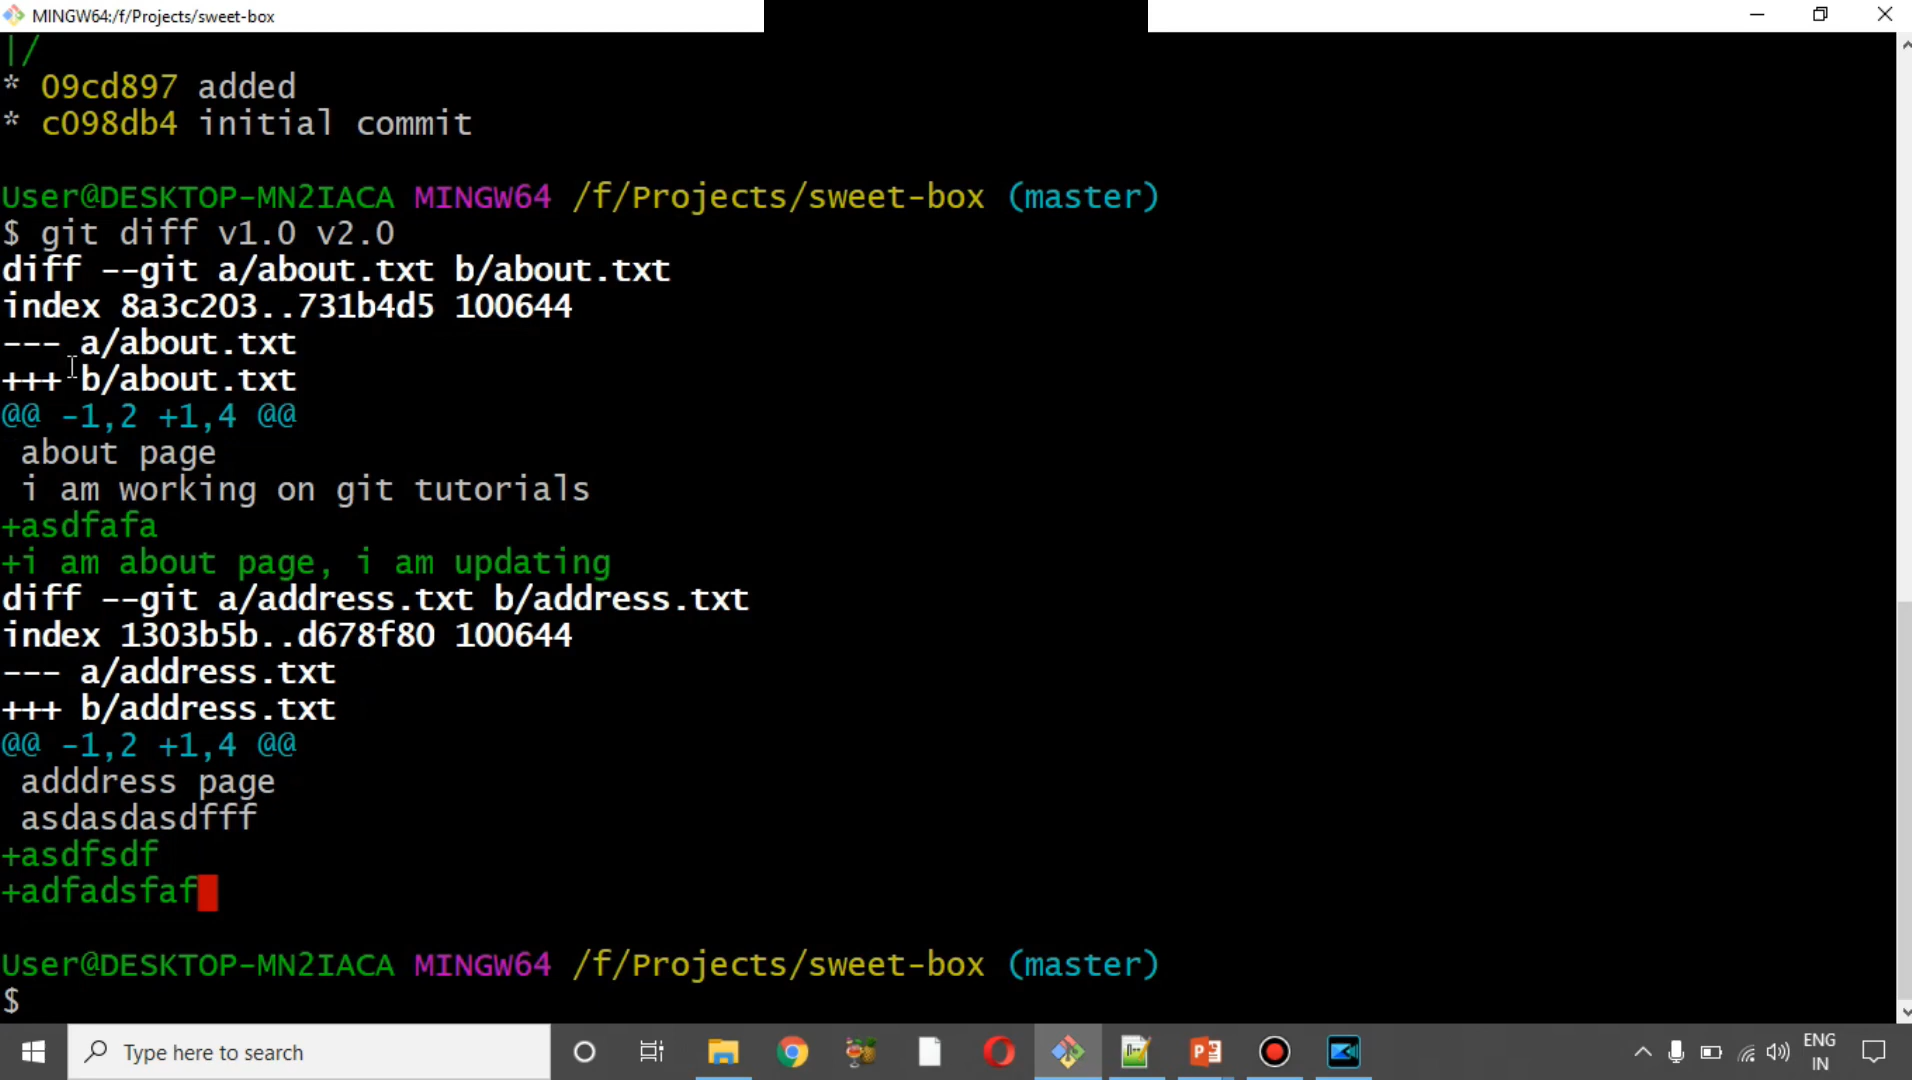 MINGW64:/f/Projects/sweet-box
|/
* 09cd897 added
* c098db4 initial commit
User@DESKTOP-MN2IACA MINGW64 /f/Projects/sweet-box (master)
$ git diff v1.0 v2.0
diff --git a/about.txt b/about.txt
index 8a3c203..731b4d5 100644
--- a/about.txt
+++ b/about.txt
@@ -1,2 +1,4 @@
 about page
 i am working on git tutorials
+asdfafa
+i am about page, i am updating
diff --git a/address.txt b/address.txt
index 1303b5b..d678f80 100644
--- a/address.txt
+++ b/address.txt
@@ -1,2 +1,4 @@
 adddress page
 asdasdasdfff
+asdfsdf
+adfadsfaf
User@DESKTOP-MN2IACA MINGW64 /f/Projects/sweet-box (master)
$
Type here to search
ENG
IN